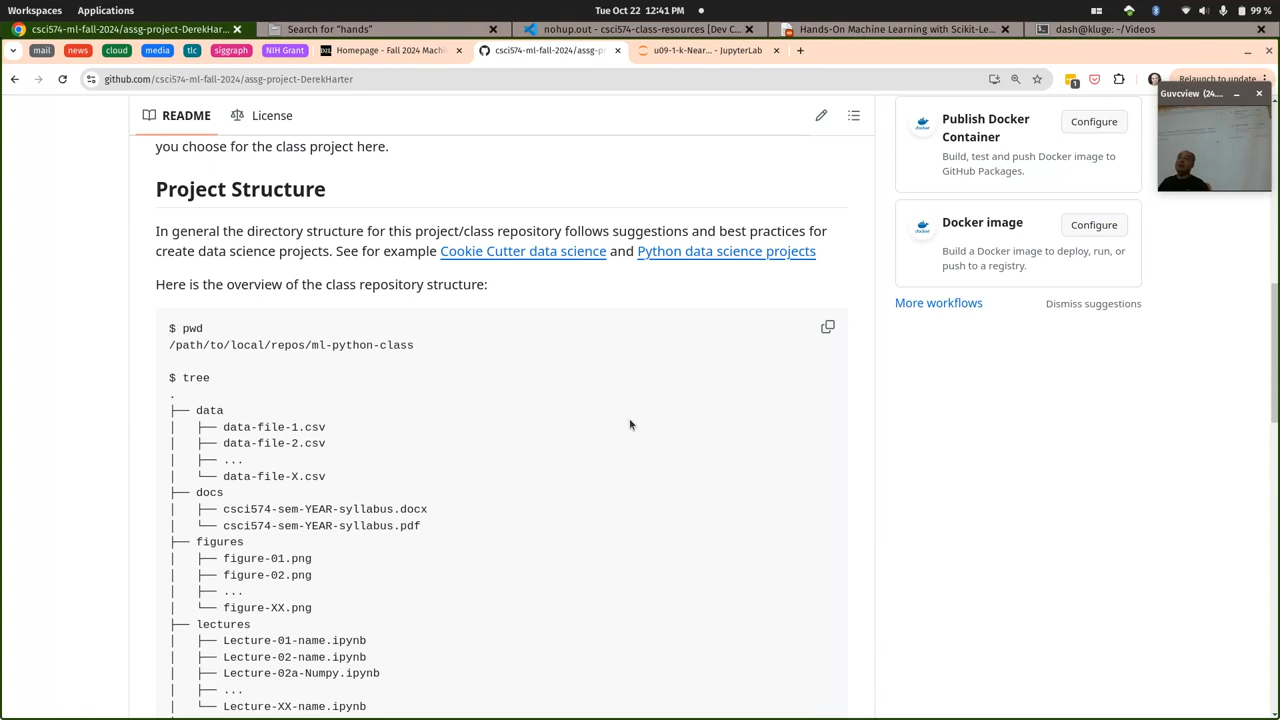 Workspaces Applications Tue Oct 22 12:41 PM 99 %
csci574-ml-fall-2024/assg-project-DerekHar... Search for “hands” nohup.out - csci574-class-resources [Dev C... Hands-On Machine Learning with Scikit-Le... dash@kluge: ~/Videos
mail news cloud media tlc siggraph NIH Grant Homepage - Fall 2024 Machi csci574-ml-fall-2024/assg-pr u09-1-k-Near... - JupyterLab
github.com/csci574-ml-fall-2024/assg-project-DerekHarter 1 Relaunch to update
Guvcview (24....
README License
you choose for the class project here.
Project Structure
In general the directory structure for this project/class repository follows suggestions and best practices for
create data science projects. See for example Cookie Cutter data science and Python data science projects
Here is the overview of the class repository structure:
$ pwd
/path/to/local/repos/ml-python-class
$ tree
.
├── data
│   ├── data-file-1.csv
│   ├── data-file-2.csv
│   ├── ...
│   └── data-file-X.csv
├── docs
│   ├── csci574-sem-YEAR-syllabus.docx
│   └── csci574-sem-YEAR-syllabus.pdf
├── figures
│   ├── figure-01.png
│   ├── figure-02.png
│   ├── ...
│   └── figure-XX.png
├── lectures
│   ├── Lecture-01-name.ipynb
│   ├── Lecture-02-name.ipynb
│   ├── Lecture-02a-Numpy.ipynb
│   ├── ...
│   └── Lecture-XX-name.ipynb
Publish Docker
Container
Configure
Build, test and push Docker image to
GitHub Packages.
Docker image
Configure
Build a Docker image to deploy, run, or
push to a registry.
More workflows Dismiss suggestions